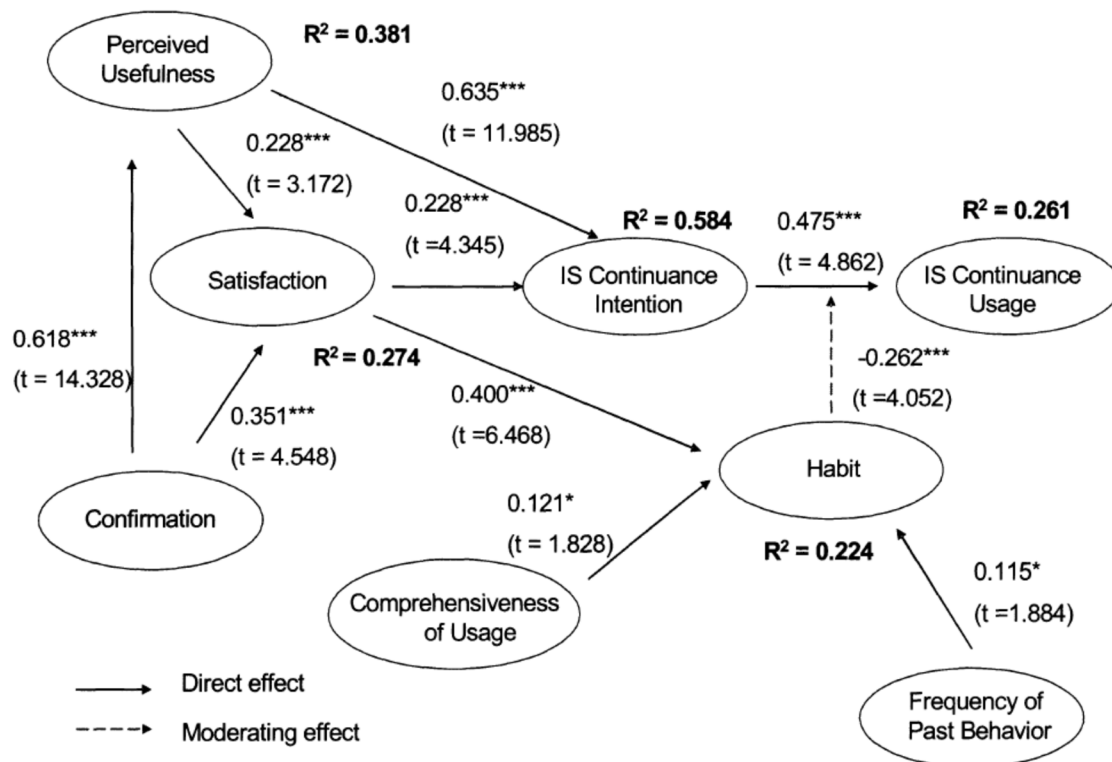 Perceived
Usefulness
R² = 0.381
0.635***
(t = 11.985)
0.228***
(t = 3.172)
0.228***
(t =4.345)
R² = 0.584
0.475***
(t = 4.862)
R² = 0.261
Satisfaction
IS Continuance
Intention
IS Continuance
Usage
0.618***
(t = 14.328)
R² = 0.274
0.351***
(t = 4.548)
0.400***
(t =6.468)
-0.262***
(t =4.052)
Habit
Confirmation
0.121*
(t = 1.828)
R² = 0.224
0.115*
(t =1.884)
Comprehensiveness
of Usage
Frequency of
Past Behavior
Direct effect
Moderating effect